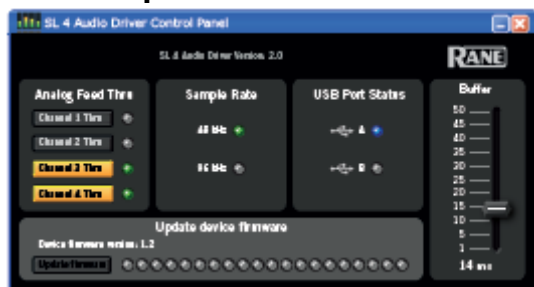 SL 4 Audio Driver Control Panel
SL 4 Audio Driver Version. 2.0
RANE
Analog Feed Thru
Channel 1 Thru
Channel 2 Thru
Channel 3 Thru
Channel 4 Thru
Sample Rate
48 kHz
96 kHz
USB Port Status
A
B
Buffer
50
45
40
35
30
25
20
15
10
5
1
14 ms
Update device firmware
Device firmware version: 1.2
Update Firmware